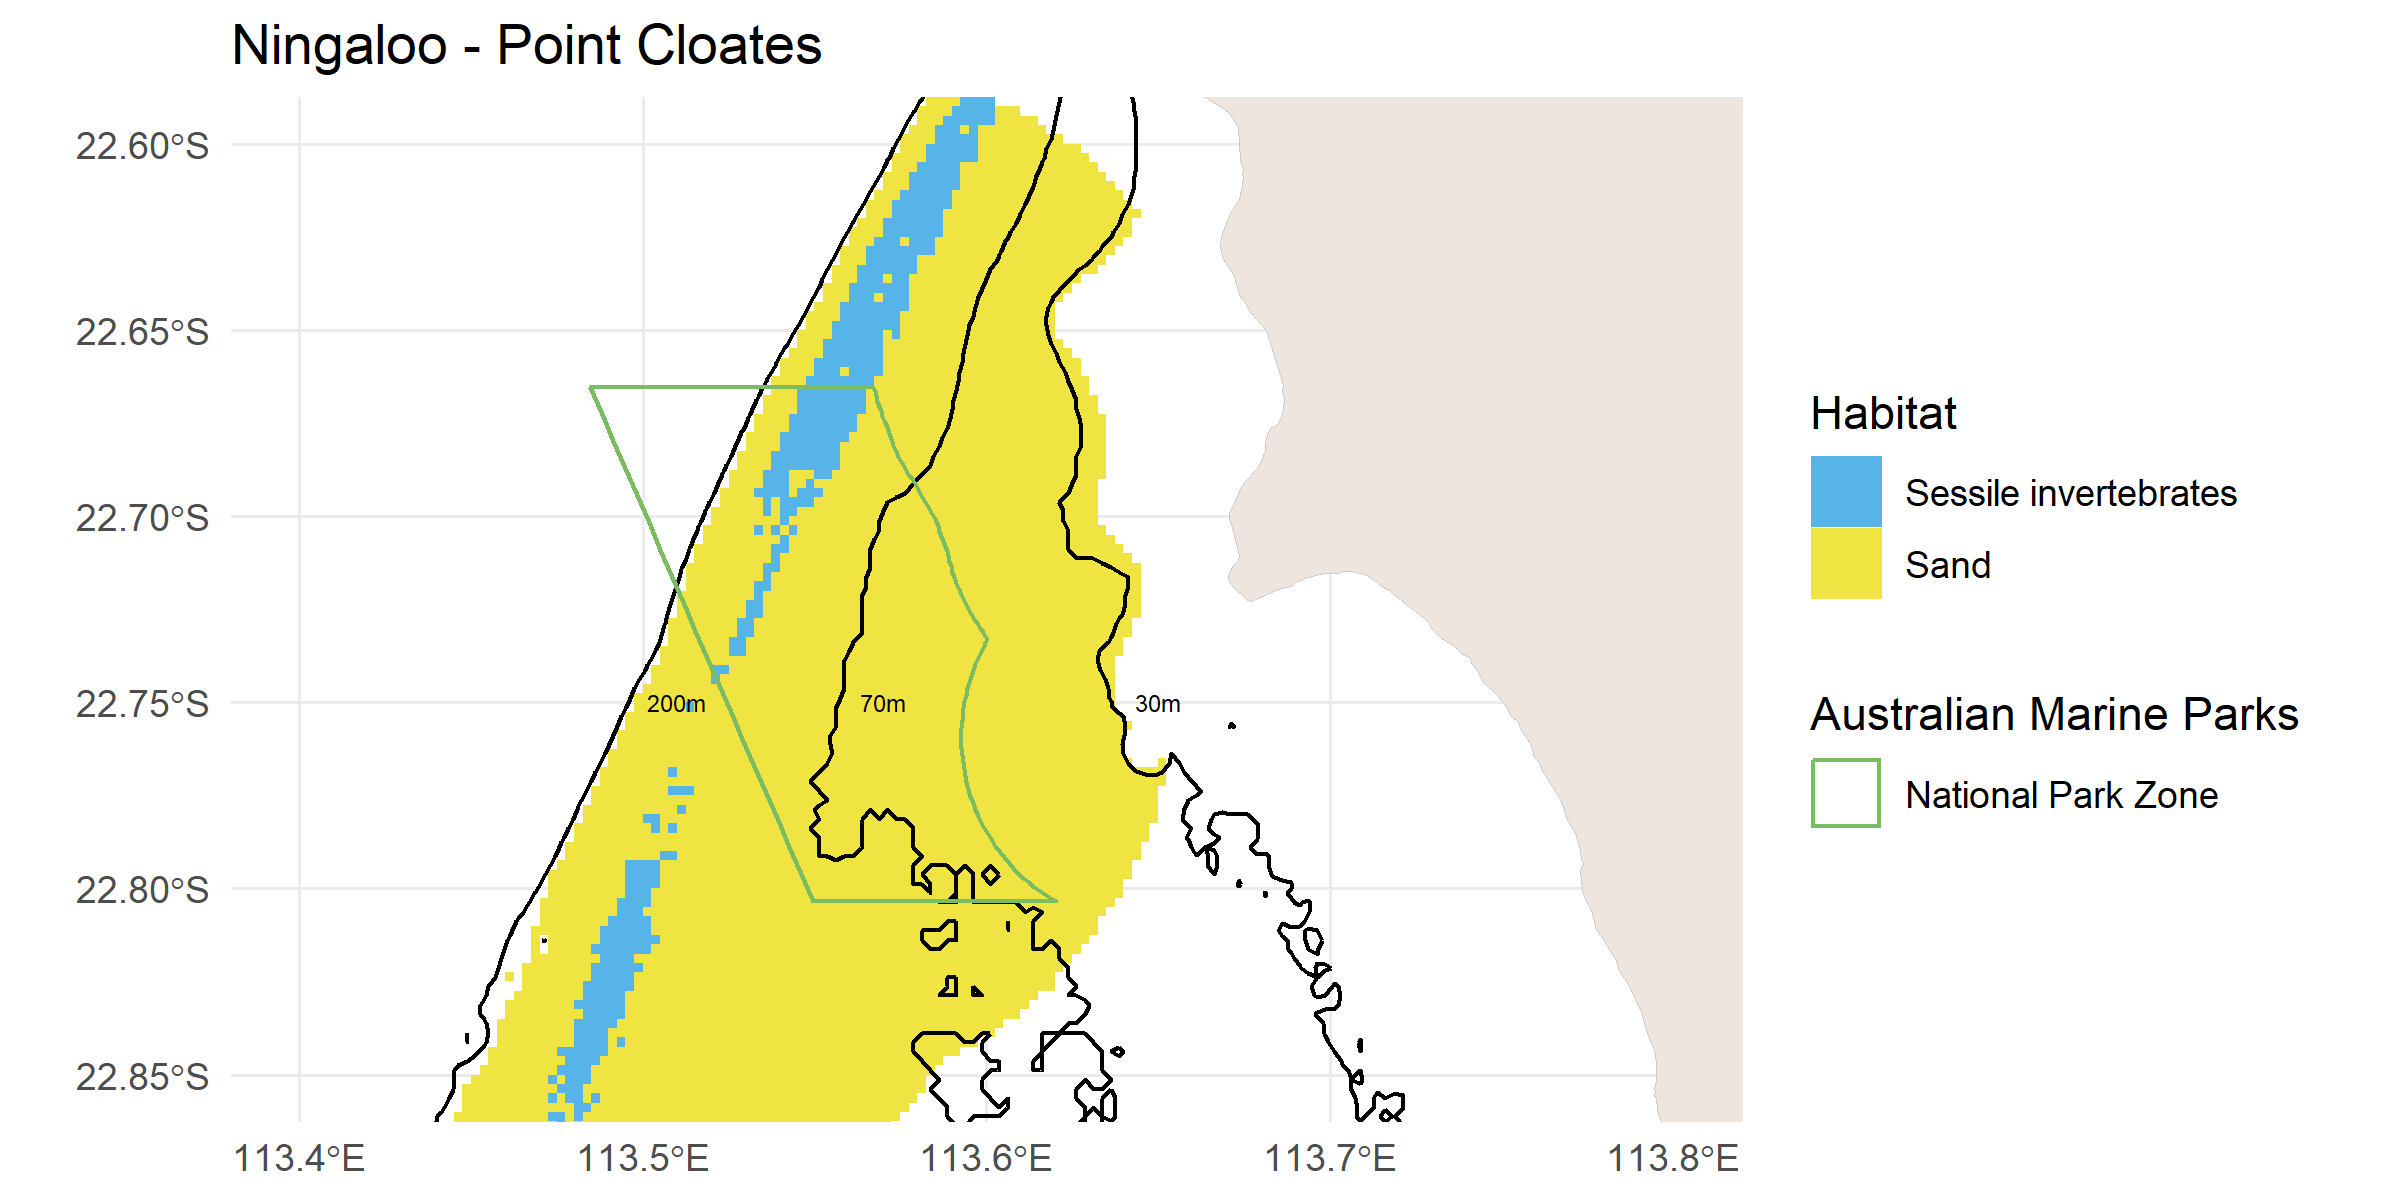 Ningaloo - Point Cloates
22.60°S
22.65°S
22.70°S
22.75°S
22.80°S
22.85°S
200m
70m
30m
113.4°E
113.5°E
113.6°E
113.7°E
113.8°E
Habitat
Sessile invertebrates
Sand
Australian Marine Parks
National Park Zone